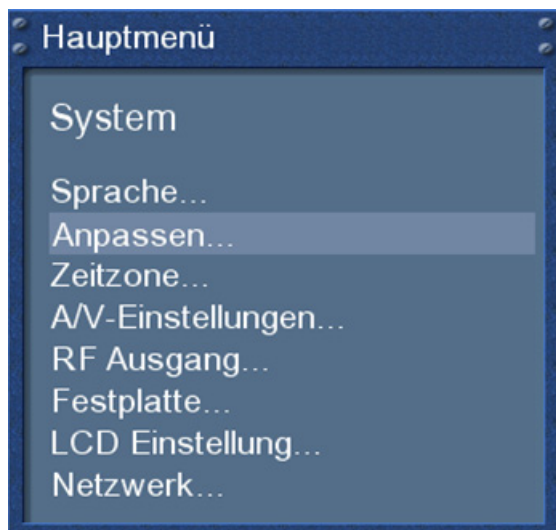 Hauptmenü
System
Sprache...
Anpassen...
Zeitzone...
A/V-Einstellungen...
RF Ausgang...
Festplatte...
LCD Einstellung...
Netzwerk...